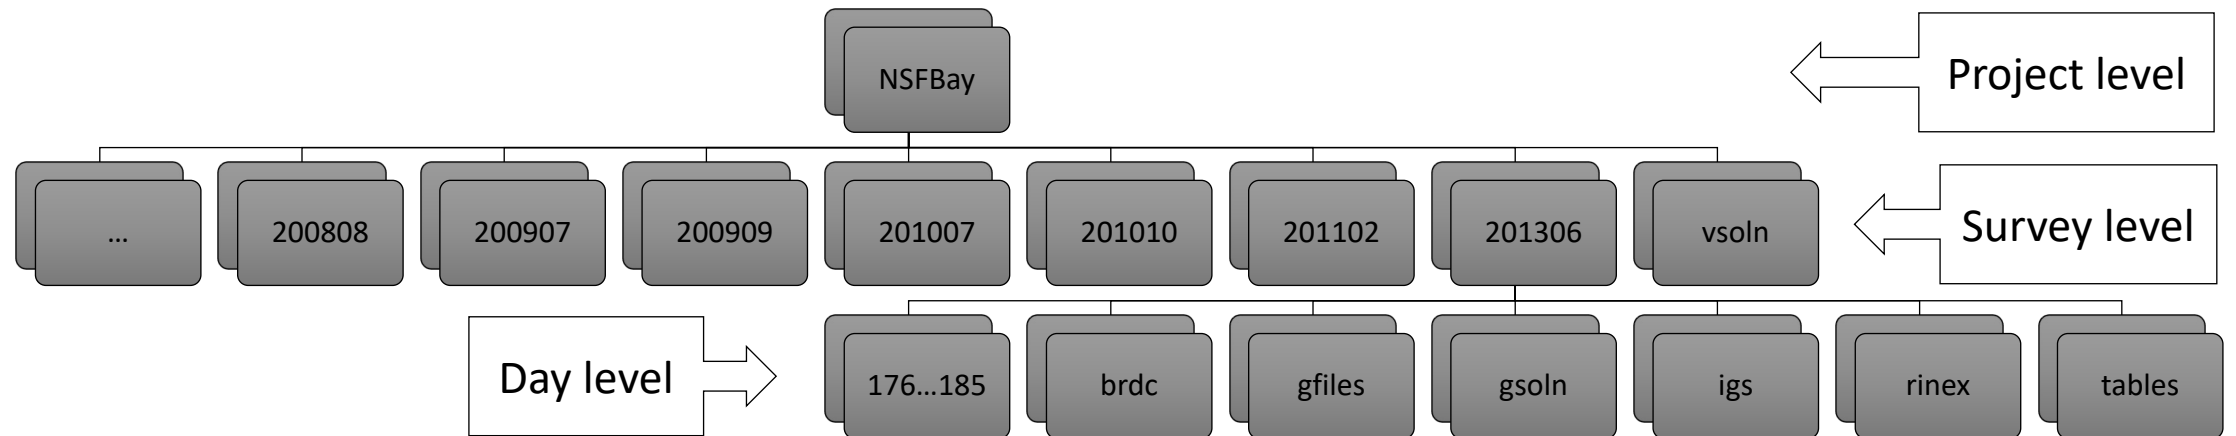 NSFBay
Project level
...
200808
200907
200909
201007
201010
201102
201306
vsoln
Survey level
Day level
176...185
brdc
gfiles
gsoln
igs
rinex
tables